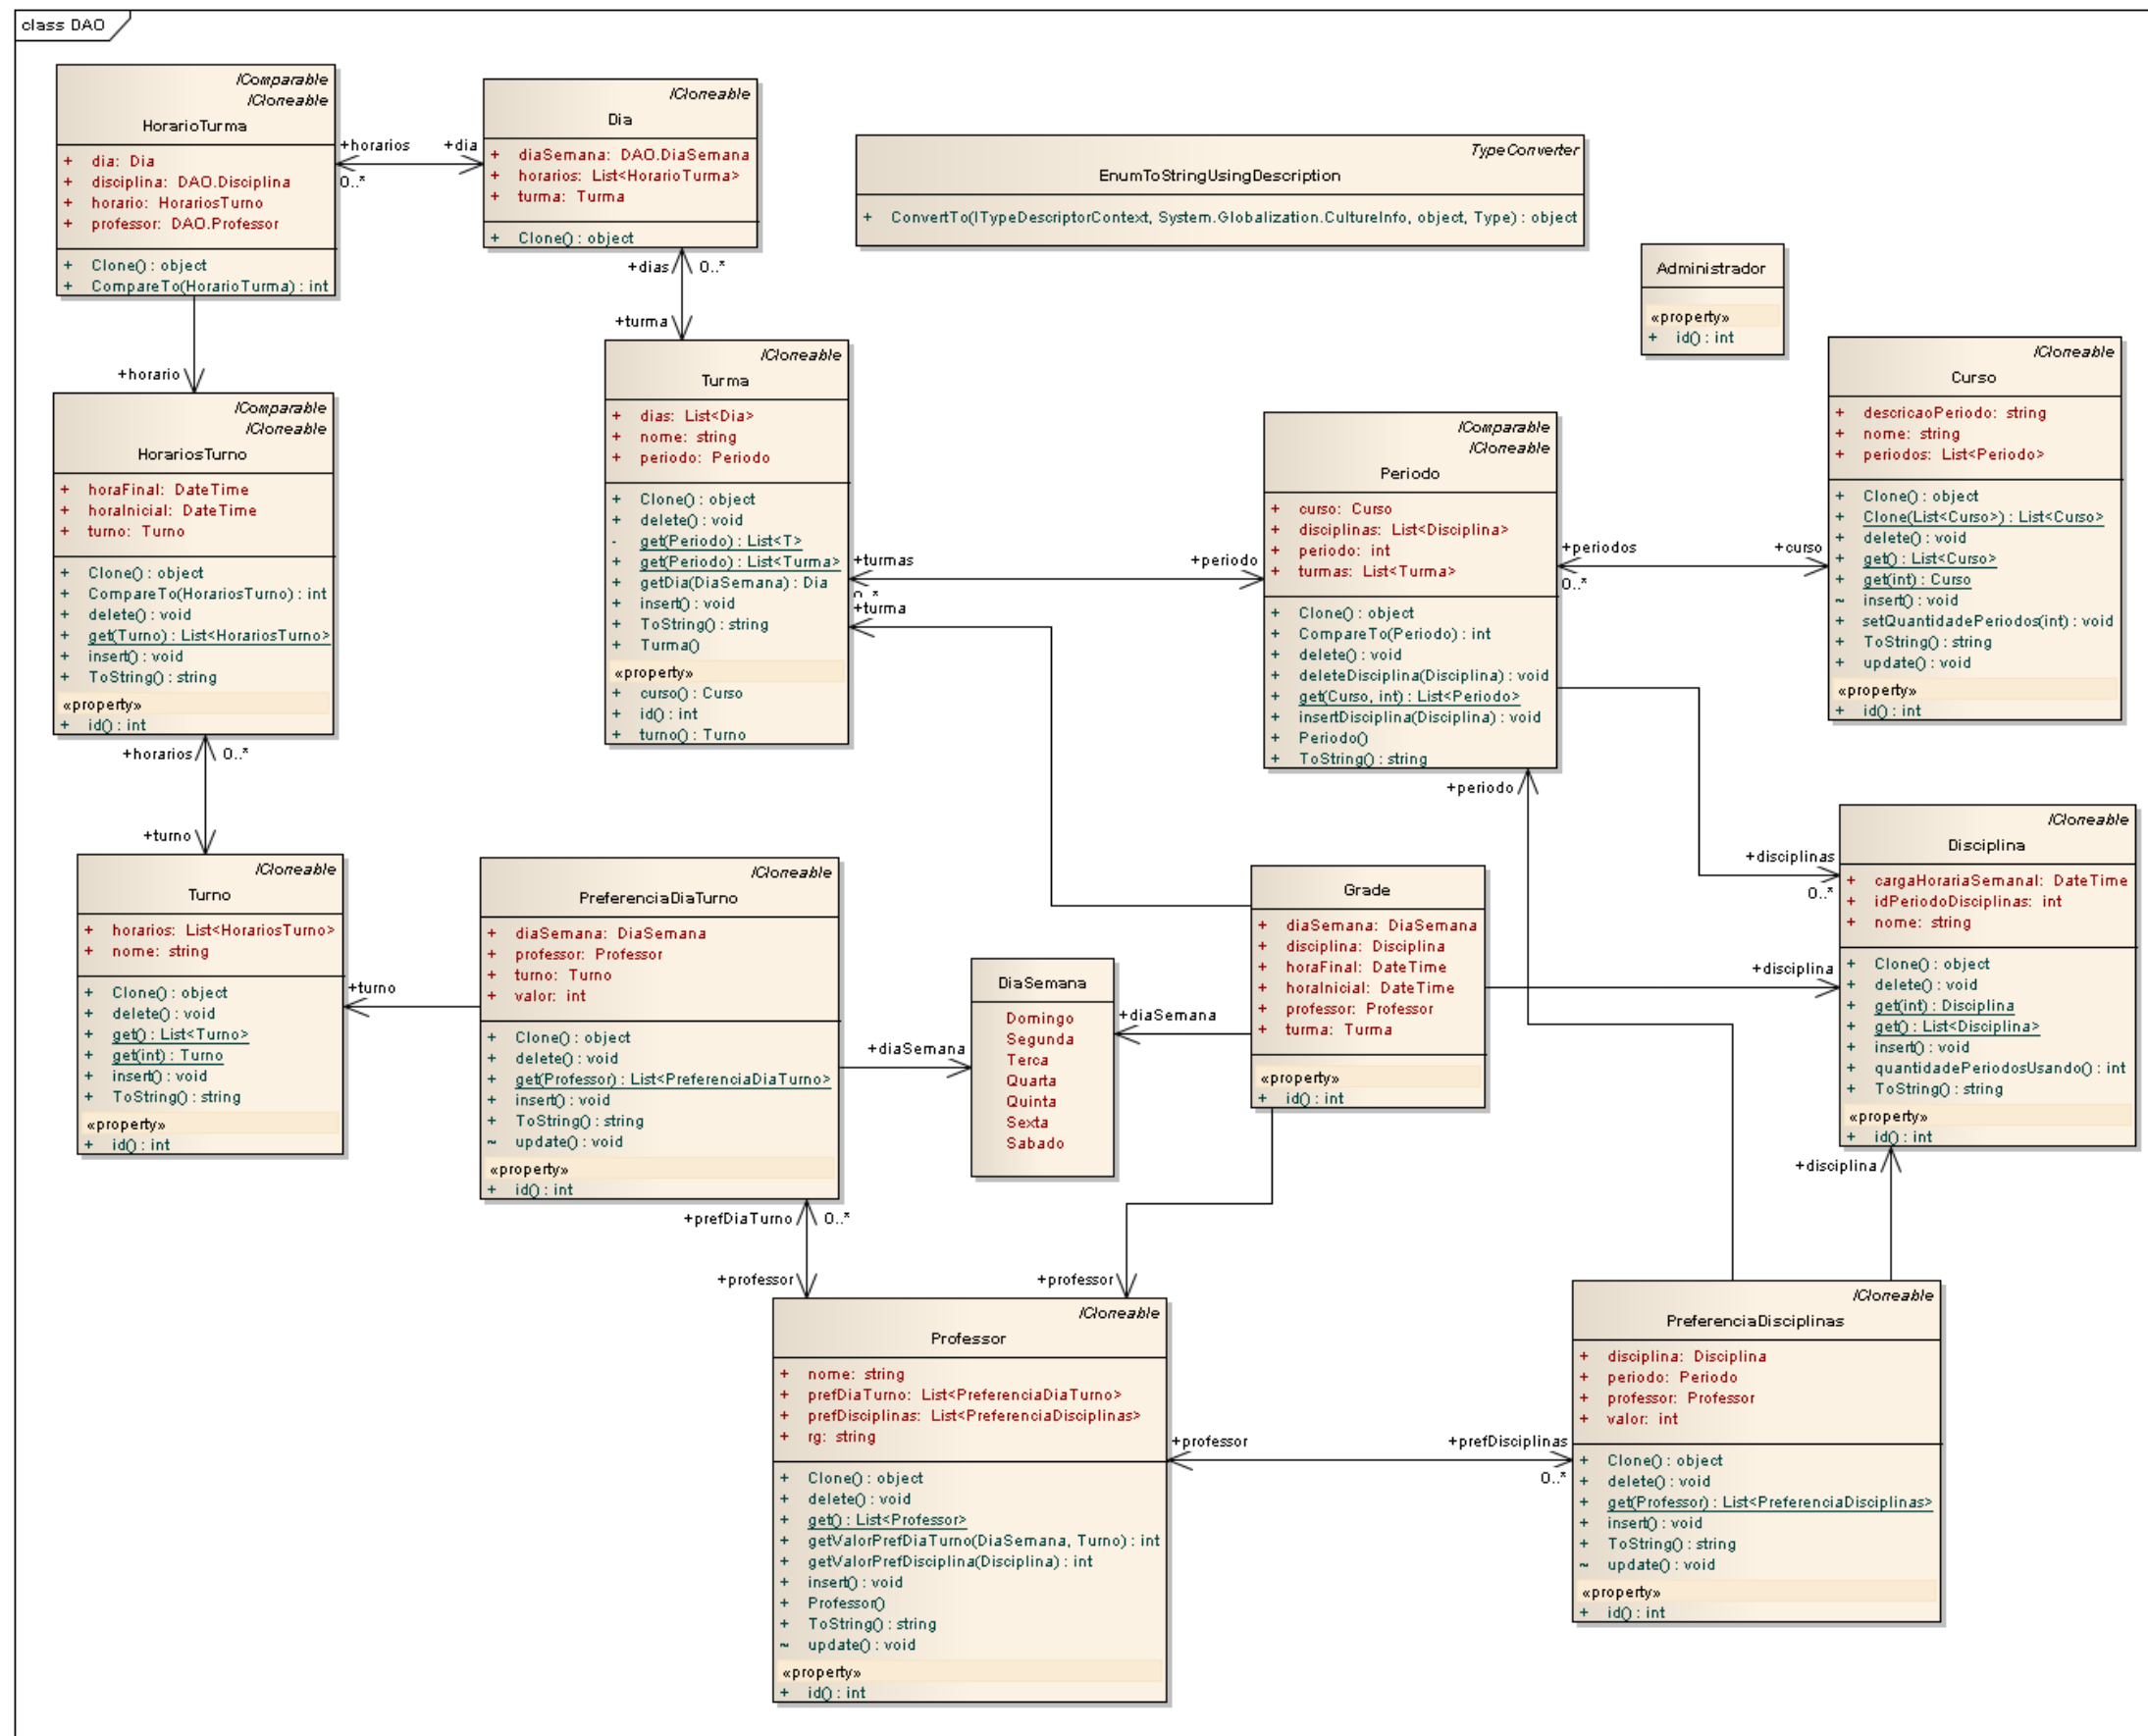 class DAO
IComparable
ICloneable
HorarioTurma
+ dia: Dia
+ disciplina: DAO.Disciplina
+ horario: HorariosTurno
+ professor: DAO.Professor
+ Clone() : object
+ CompareTo(HorarioTurma) : int
+horarios
0..*
+dia
ICloneable
Dia
+ diaSemana: DAO.DiaSemana
+ horarios: List<HorarioTurma>
+ turma: Turma
+ Clone() : object
TypeConverter
EnumToStringUsingDescription
+ ConvertTo(ITypeDescriptorContext, System.Globalization.CultureInfo, object, Type) : object
Administrador
«property»
+ id() : int
+dias
0..*
+turma
+horario
IComparable
ICloneable
HorariosTurno
+ horaFinal: DateTime
+ horaInicial: DateTime
+ turno: Turno
+ Clone() : object
+ CompareTo(HorariosTurno) : int
+ delete() : void
+ get(Turno) : List<HorariosTurno>
+ insert() : void
+ ToString() : string
«property»
+ id() : int
ICloneable
Turma
+ dias: List<Dia>
+ nome: string
+ periodo: Periodo
+ Clone() : object
+ delete() : void
- get(Periodo) : List<T>
+ get(Periodo) : List<Turma>
+ getDia(DiaSemana) : Dia
+ insert() : void
+ ToString() : string
+ Turma()
«property»
+ curso() : Curso
+ id() : int
+ turno() : Turno
+turmas
0..*
+turma
+periodo
IComparable
ICloneable
Periodo
+ curso: Curso
+ disciplinas: List<Disciplina>
+ periodo: int
+ turmas: List<Turma>
+ Clone() : object
+ CompareTo(Periodo) : int
+ delete() : void
+ deleteDisciplina(Disciplina) : void
+ get(Curso, int) : List<Periodo>
+ insertDisciplina(Disciplina) : void
+ Periodo()
+ ToString() : string
+periodos
0..*
+curso
ICloneable
Curso
+ descricaoPeriodo: string
+ nome: string
+ periodos: List<Periodo>
+ Clone() : object
+ Clone(List<Curso>) : List<Curso>
+ delete() : void
+ get() : List<Curso>
+ get(int) : Curso
~ insert() : void
+ setQuantidadePeriodos(int) : void
+ ToString() : string
+ update() : void
«property»
+ id() : int
+horarios
0..*
+turno
+periodo
ICloneable
Turno
+ horarios: List<HorariosTurno>
+ nome: string
+ Clone() : object
+ delete() : void
+ get() : List<Turno>
+ get(int) : Turno
+ insert() : void
+ ToString() : string
«property»
+ id() : int
+turno
ICloneable
PreferenciaDiaTurno
+ diaSemana: DiaSemana
+ professor: Professor
+ turno: Turno
+ valor: int
+ Clone() : object
+ delete() : void
+ get(Professor) : List<PreferenciaDiaTurno>
+ insert() : void
+ ToString() : string
~ update() : void
«property»
+ id() : int
+diaSemana
DiaSemana
Domingo
Segunda
Terca
Quarta
Quinta
Sexta
Sabado
+diaSemana
Grade
+ diaSemana: DiaSemana
+ disciplina: Disciplina
+ horaFinal: DateTime
+ horaInicial: DateTime
+ professor: Professor
+ turma: Turma
«property»
+ id() : int
+disciplinas
0..*
+disciplina
ICloneable
Disciplina
+ cargaHorariaSemanal: DateTime
+ idPeriodoDisciplinas: int
+ nome: string
+ Clone() : object
+ delete() : void
+ get(int) : Disciplina
+ get() : List<Disciplina>
+ insert() : void
+ quantidadePeriodosUsando() : int
+ ToString() : string
«property»
+ id() : int
+disciplina
+prefDiaTurno
0..*
+professor
+professor
ICloneable
Professor
+ nome: string
+ prefDiaTurno: List<PreferenciaDiaTurno>
+ prefDisciplinas: List<PreferenciaDisciplinas>
+ rg: string
+ Clone() : object
+ delete() : void
+ get() : List<Professor>
+ getValorPrefDiaTurno(DiaSemana, Turno) : int
+ getValorPrefDisciplina(Disciplina) : int
+ insert() : void
+ Professor()
+ ToString() : string
~ update() : void
«property»
+ id() : int
+professor
+prefDisciplinas
0..*
ICloneable
PreferenciaDisciplinas
+ disciplina: Disciplina
+ periodo: Periodo
+ professor: Professor
+ valor: int
+ Clone() : object
+ delete() : void
+ get(Professor) : List<PreferenciaDisciplinas>
+ insert() : void
+ ToString() : string
~ update() : void
«property»
+ id() : int